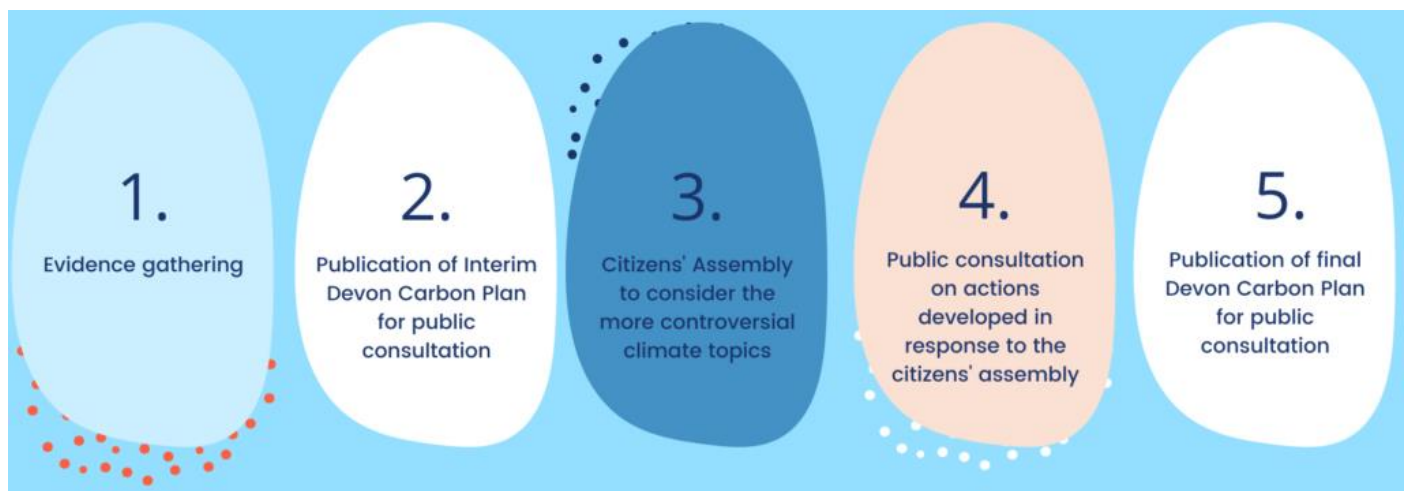 1.
Evidence gathering
2.
Publication of Interim
Devon Carbon Plan
for public
consultation
3.
Citizens' Assembly
to consider the
more controversial
climate topics
4.
Public consultation
on actions
developed in
response to the
citizens' assembly
5.
Publication of final
Devon Carbon Plan
for public
consultation